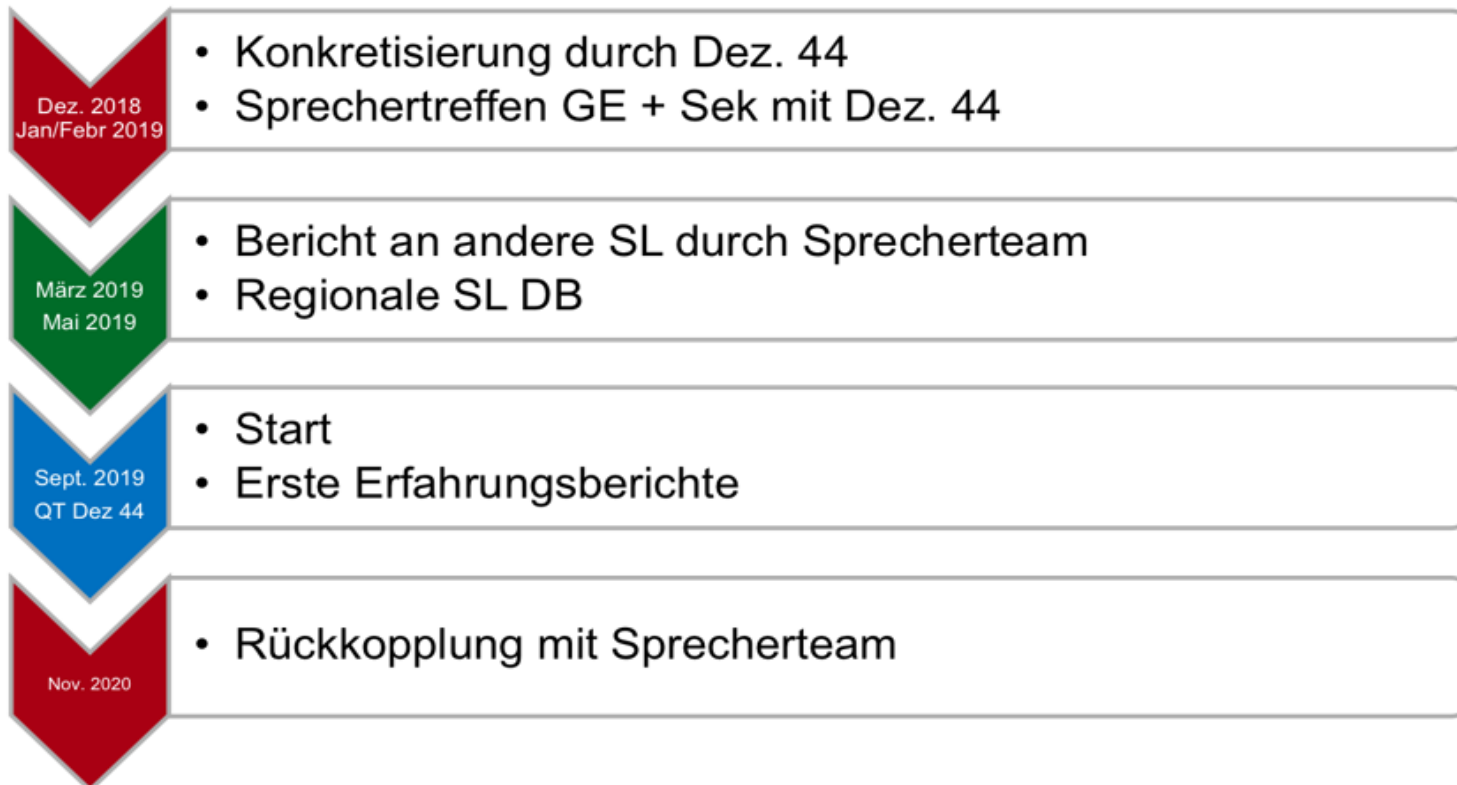 Dez. 2018
Jan/Febr 2019
• Konkretisierung durch Dez. 44
• Sprechertreffen GE + Sek mit Dez. 44
März 2019
Mai 2019
• Bericht an andere SL durch Sprecherteam
• Regionale SL DB
Sept. 2019
QT Dez 44
• Start
• Erste Erfahrungsberichte
Nov. 2020
• Rückkopplung mit Sprecherteam